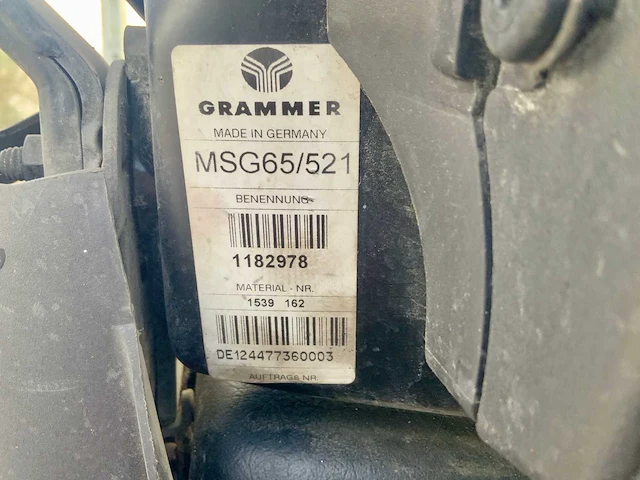 GRAMMER
MADE IN GERMANY
MSG65/521
BENENNUNG
1182978
MATERIAL - NR.
1539 162
DE124477360003
AUFTRAGS NR